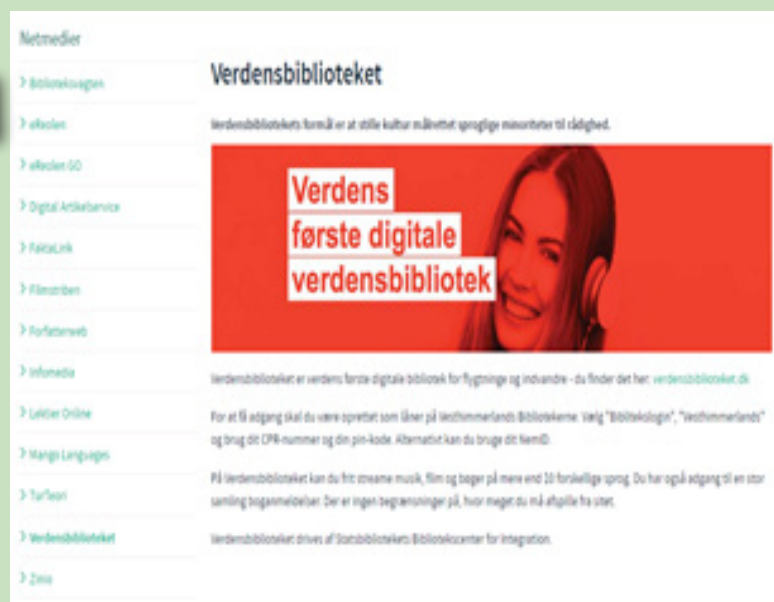 Netmedier
> Biblioteksvagten
> eReolen
> eReolen GO
> Digital Artikelservice
> FaktaLink
> Filmstriben
> Forfatterweb
> Infomedia
> Lektier Online
> Mango Languages
> TurTeori
> Verdensbiblioteket
> Zinio
Verdensbiblioteket
Verdensbibliotekets formål er at stille kultur målrettet sproglige minoriteter til rådighed.
Verdens
første digitale
verdensbibliotek
Verdensbiblioteket er verdens første digitale bibliotek for flygtninge og indvandre - du finder det her: verdensbiblioteket.dk
For at få adgang skal du være oprettet som låner på Vesthimmerlands Bibliotekerne. Vælg "Bibliotekslogin", "Vesthimmerlands"
og brug dit CPR-nummer og din pin-kode. Alternativt kan du bruge dit NemID.
På Verdensbiblioteket kan du frit streame musik, film og bøger på mere end 10 forskellige sprog. Du har også adgang til en stor
samling boganmeldelser. Der er ingen begrænsninger på, hvor meget du må afspille fra sitet.
Verdensbiblioteket drives af Statsbibliotekets Bibliotekscenter for Integration.